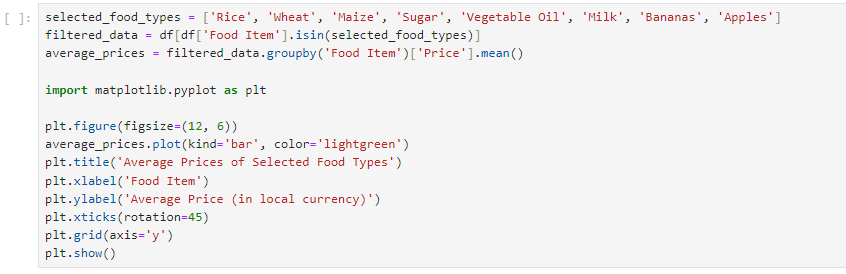 [ ]: selected_food_types = ['Rice', 'Wheat', 'Maize', 'Sugar', 'Vegetable Oil', 'Milk', 'Bananas', 'Apples']
filtered_data = df[df['Food Item'].isin(selected_food_types)]
average_prices = filtered_data.groupby('Food Item')['Price'].mean()
import matplotlib.pyplot as plt
plt.figure(figsize=(12, 6))
average_prices.plot(kind='bar', color='lightgreen')
plt.title('Average Prices of Selected Food Types')
plt.xlabel('Food Item')
plt.ylabel('Average Price (in local currency)')
plt.xticks(rotation=45)
plt.grid(axis='y')
plt.show()